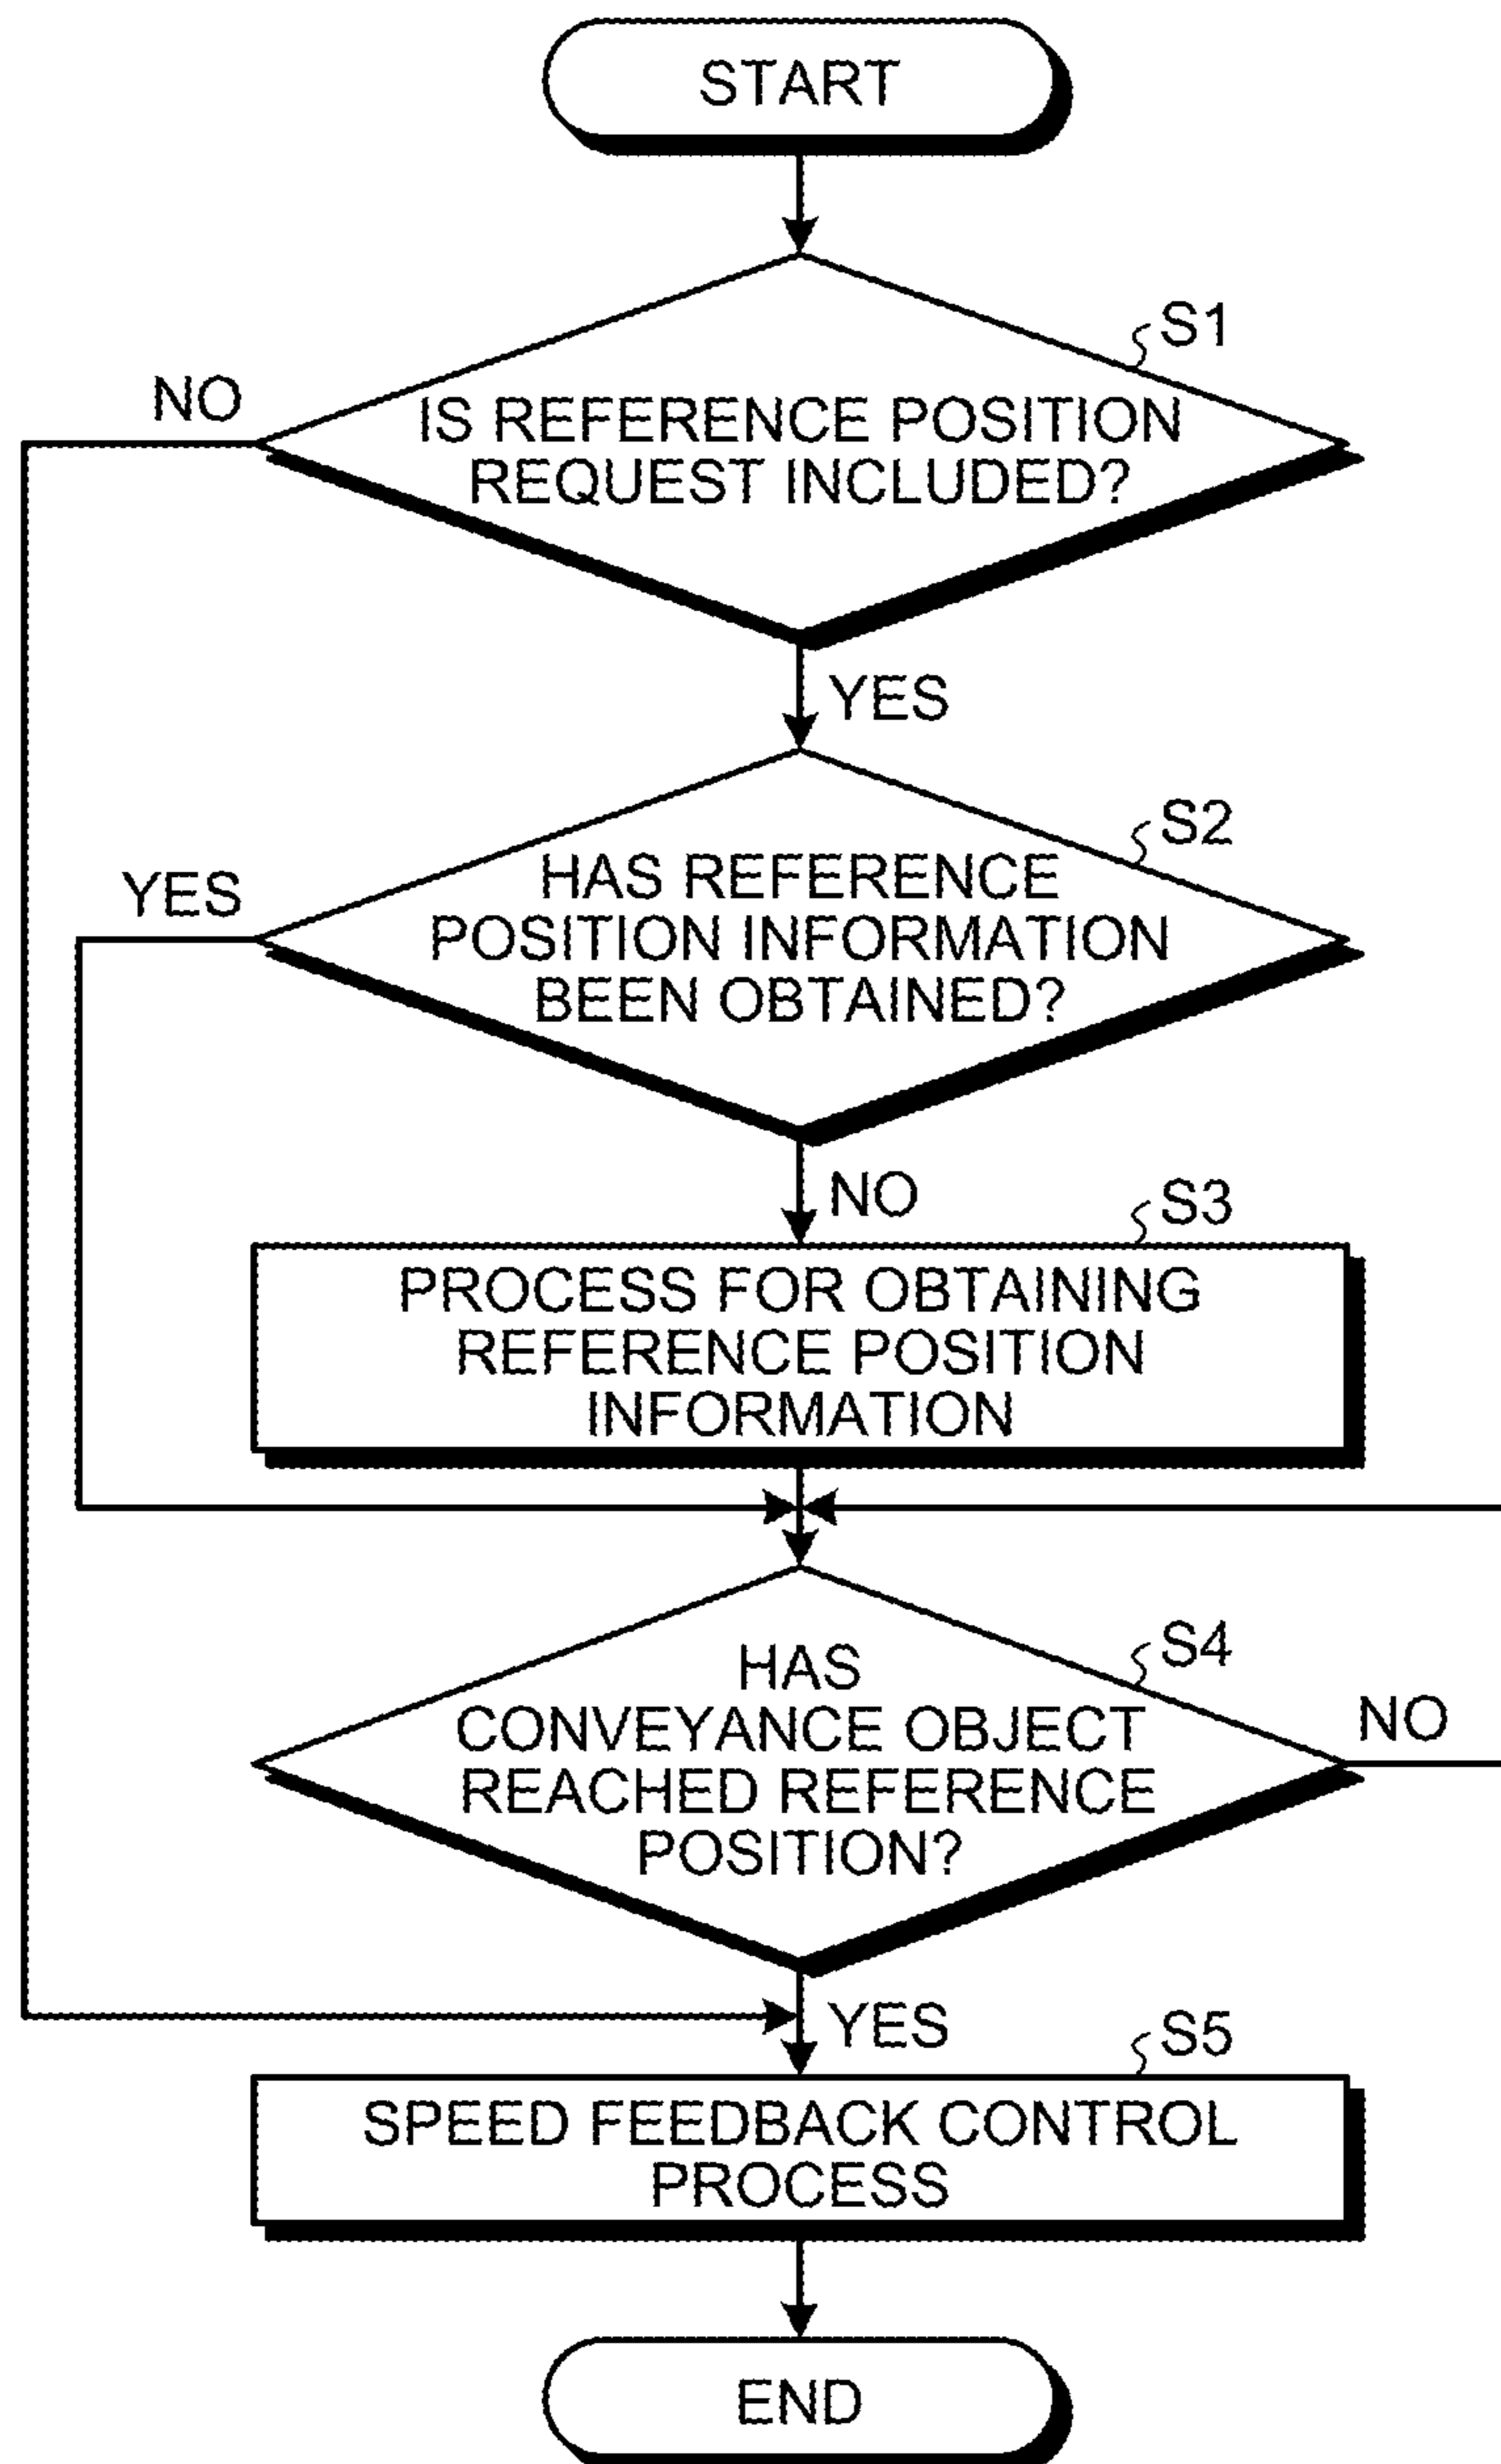 START
S1
NO
IS REFERENCE POSITION
REQUEST INCLUDED?
YES
S2
YES
HAS REFERENCE
POSITION INFORMATION
BEEN OBTAINED?
NO
S3
PROCESS FOR OBTAINING
REFERENCE POSITION
INFORMATION
S4
HAS
CONVEYANCE OBJECT
REACHED REFERENCE
POSITION?
NO
YES
S5
SPEED FEEDBACK CONTROL
PROCESS
END